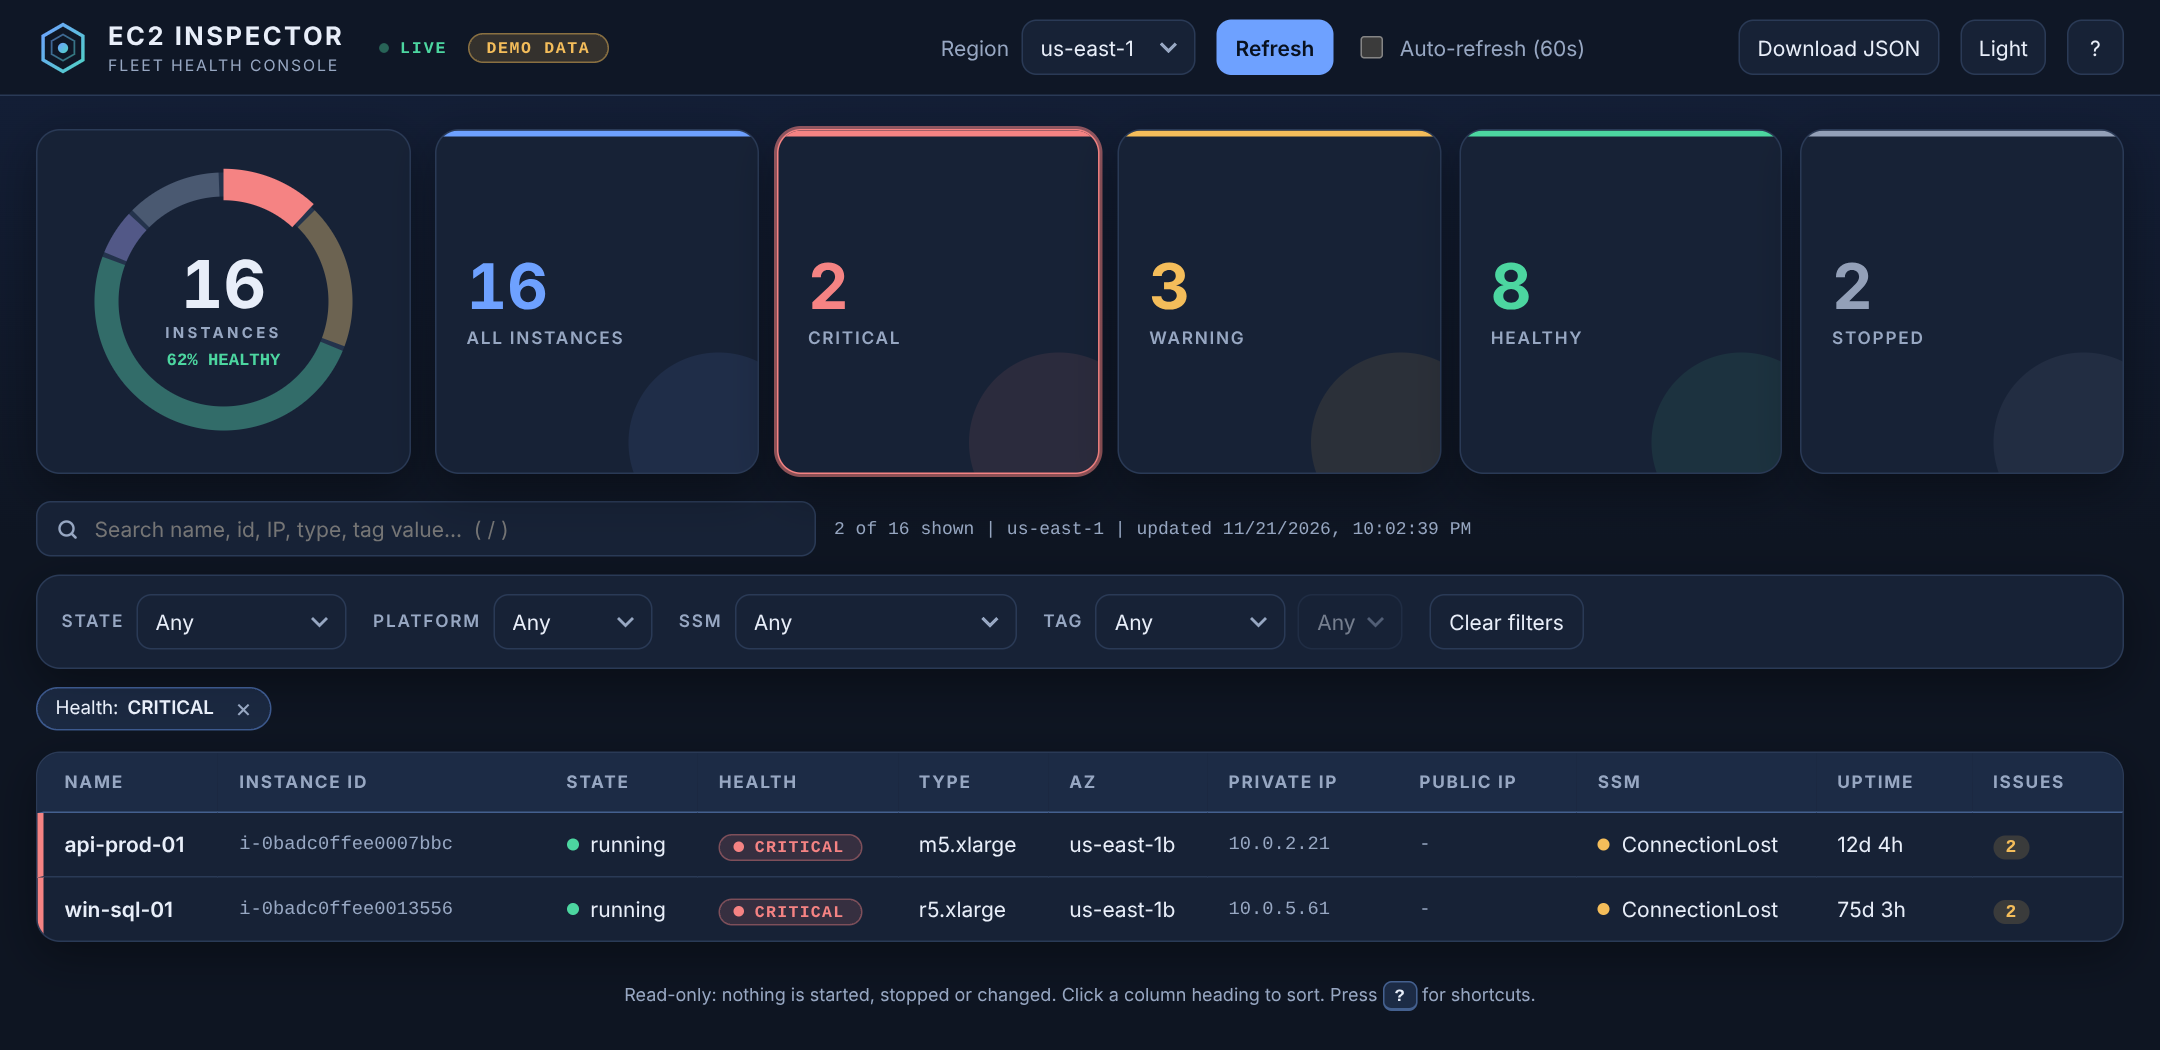 EC2 INSPECTOR
FLEET HEALTH CONSOLE
LIVE
DEMO DATA
Region
us-east-1
Refresh
Auto-refresh (60s)
Download JSON
Light
?
16
INSTANCES
62% HEALTHY
16
ALL INSTANCES
2
CRITICAL
3
WARNING
8
HEALTHY
2
STOPPED
Search name, id, IP, type, tag value... ( / )
2 of 16 shown | us-east-1 | updated 11/21/2026, 10:02:39 PM
STATE Any PLATFORM Any SSM Any TAG Any Any Clear filters
Health: CRITICAL ×
NAME INSTANCE ID STATE HEALTH TYPE AZ PRIVATE IP PUBLIC IP SSM UPTIME ISSUES
api-prod-01 i-0badc0ffee0007bbc running CRITICAL m5.xlarge us-east-1b 10.0.2.21 - ConnectionLost 12d 4h 2
win-sql-01 i-0badc0ffee0013556 running CRITICAL r5.xlarge us-east-1b 10.0.5.61 - ConnectionLost 75d 3h 2
Read-only: nothing is started, stopped or changed. Click a column heading to sort. Press ? for shortcuts.